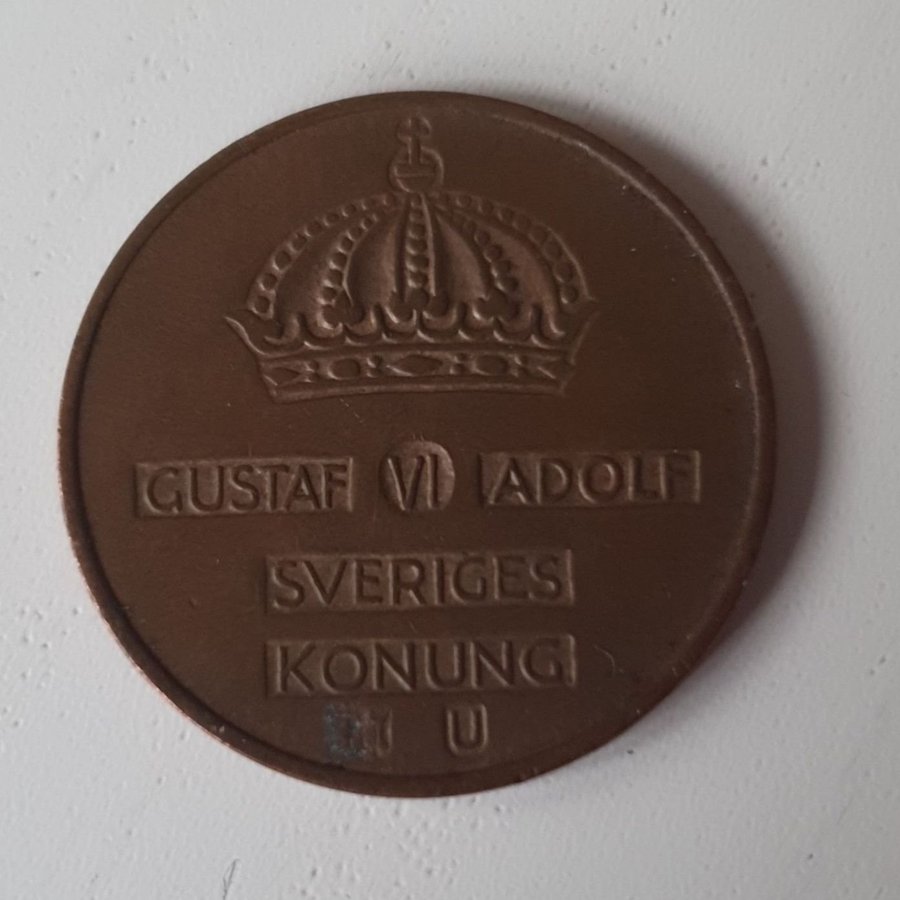 GUSTAF VI ADOLF
SVERIGES
KONUNG
U